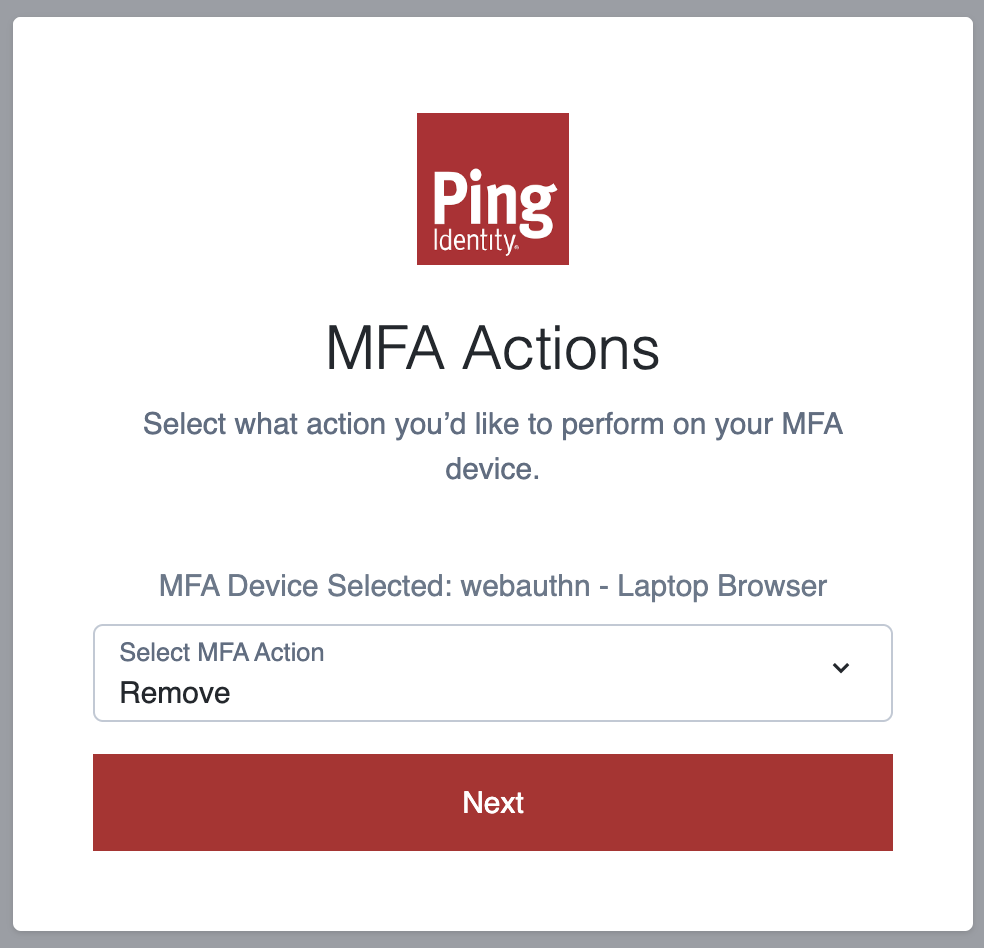 Ping
Identity®
MFA Actions
Select what action you’d like to perform on your MFA
device.
MFA Device Selected: webauthn - Laptop Browser
Select MFA Action
Remove
Next